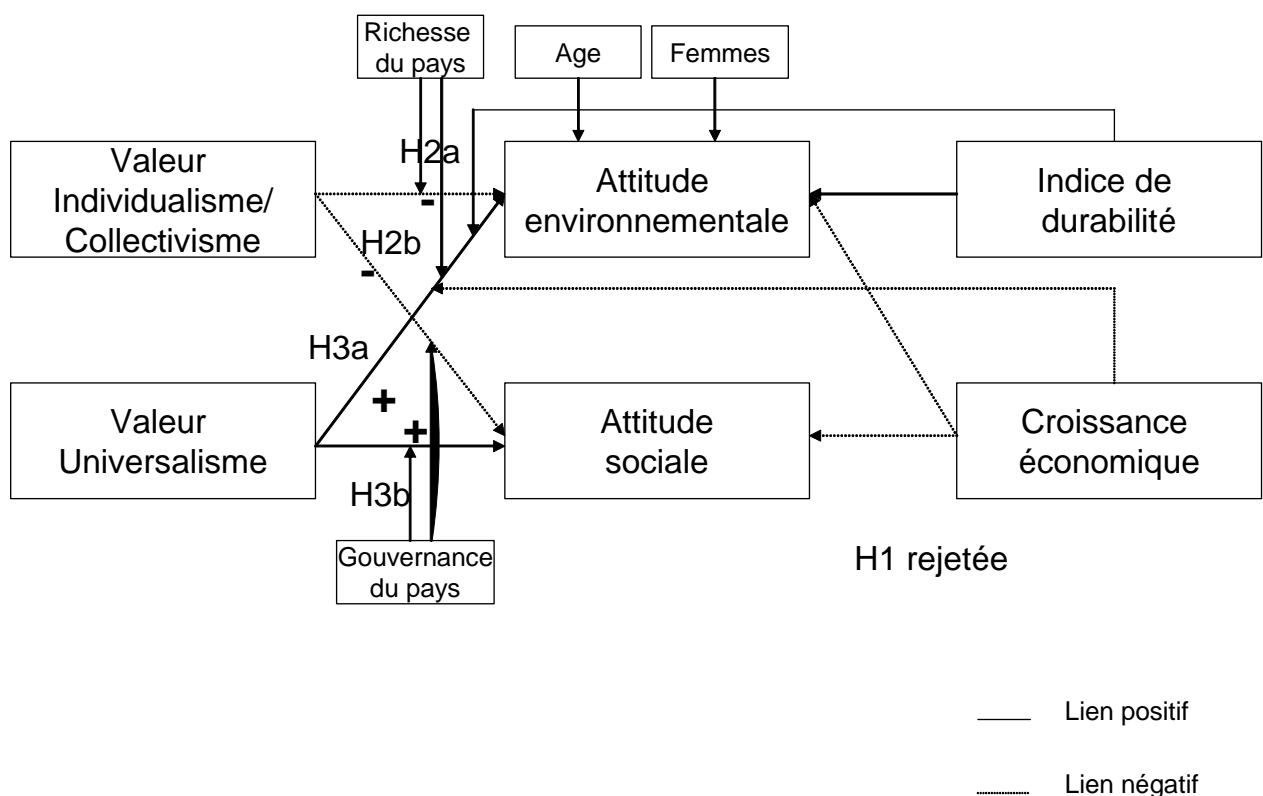 Richesse
du pays
Age
Femmes
H2a
Valeur
Individualisme/
Collectivisme
-
Attitude
environnementale
Indice de
durabilité
H2b
-
H3a
+
+
Valeur
Universalisme
Attitude
sociale
Croissance
économique
H3b
Gouvernance
du pays
H1 rejetée
Lien positif
Lien négatif